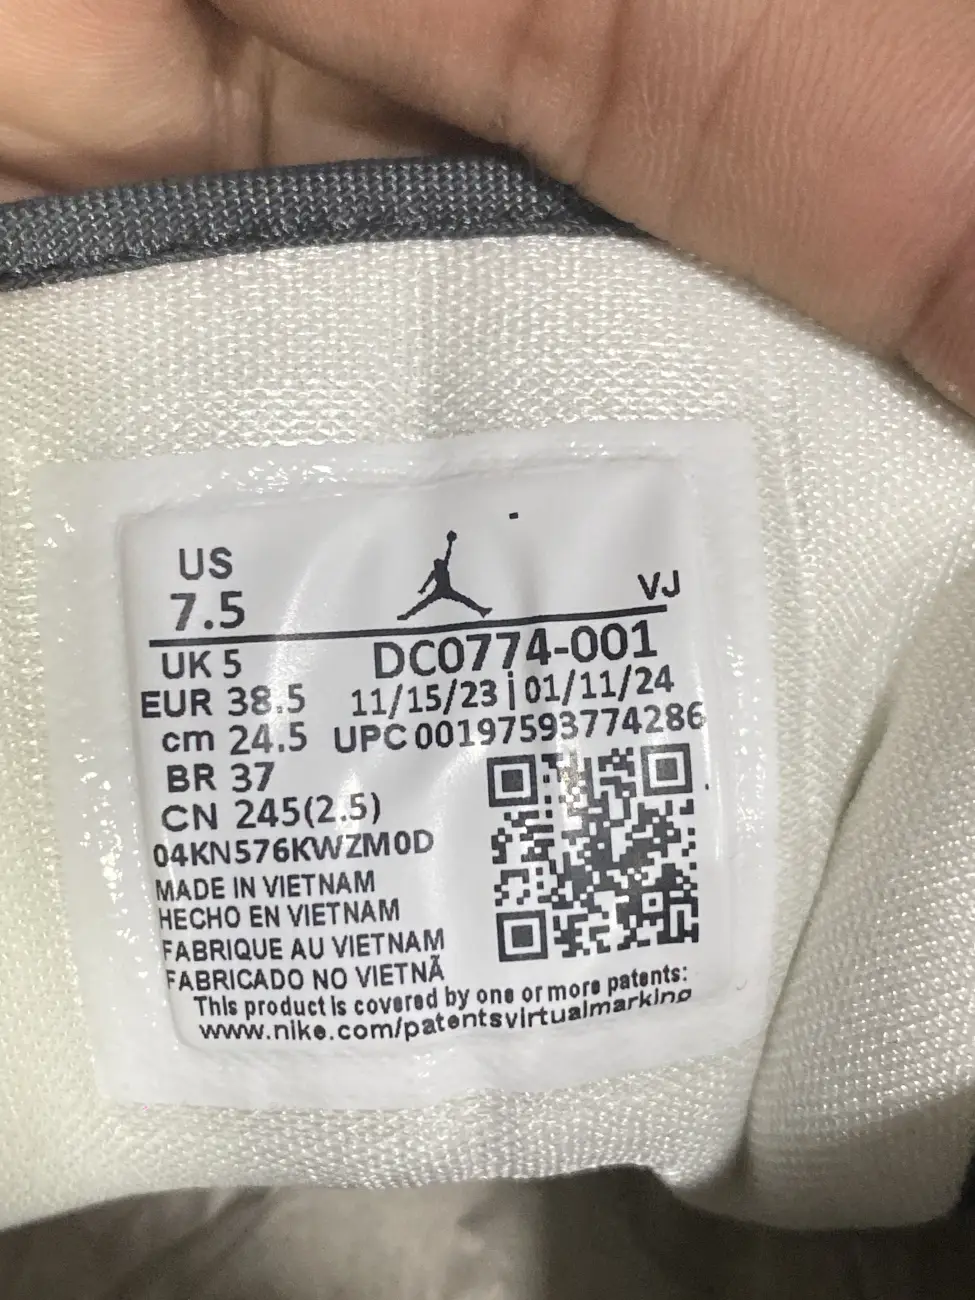 US
7.5
VJ
UK 5
DC0774-001
EUR 38.5
11/15/23 | 01/11/24
cm 24.5
UPC 00197593774286
BR 37
CN 245(2.5)
04KN576KWZM0D
MADE IN VIETNAM
HECHO EN VIETNAM
FABRIQUE AU VIETNAM
FABRICADO NO VIETNÃ
This product is covered by one or more patents:
www.nike.com/patentsvirtualmarking